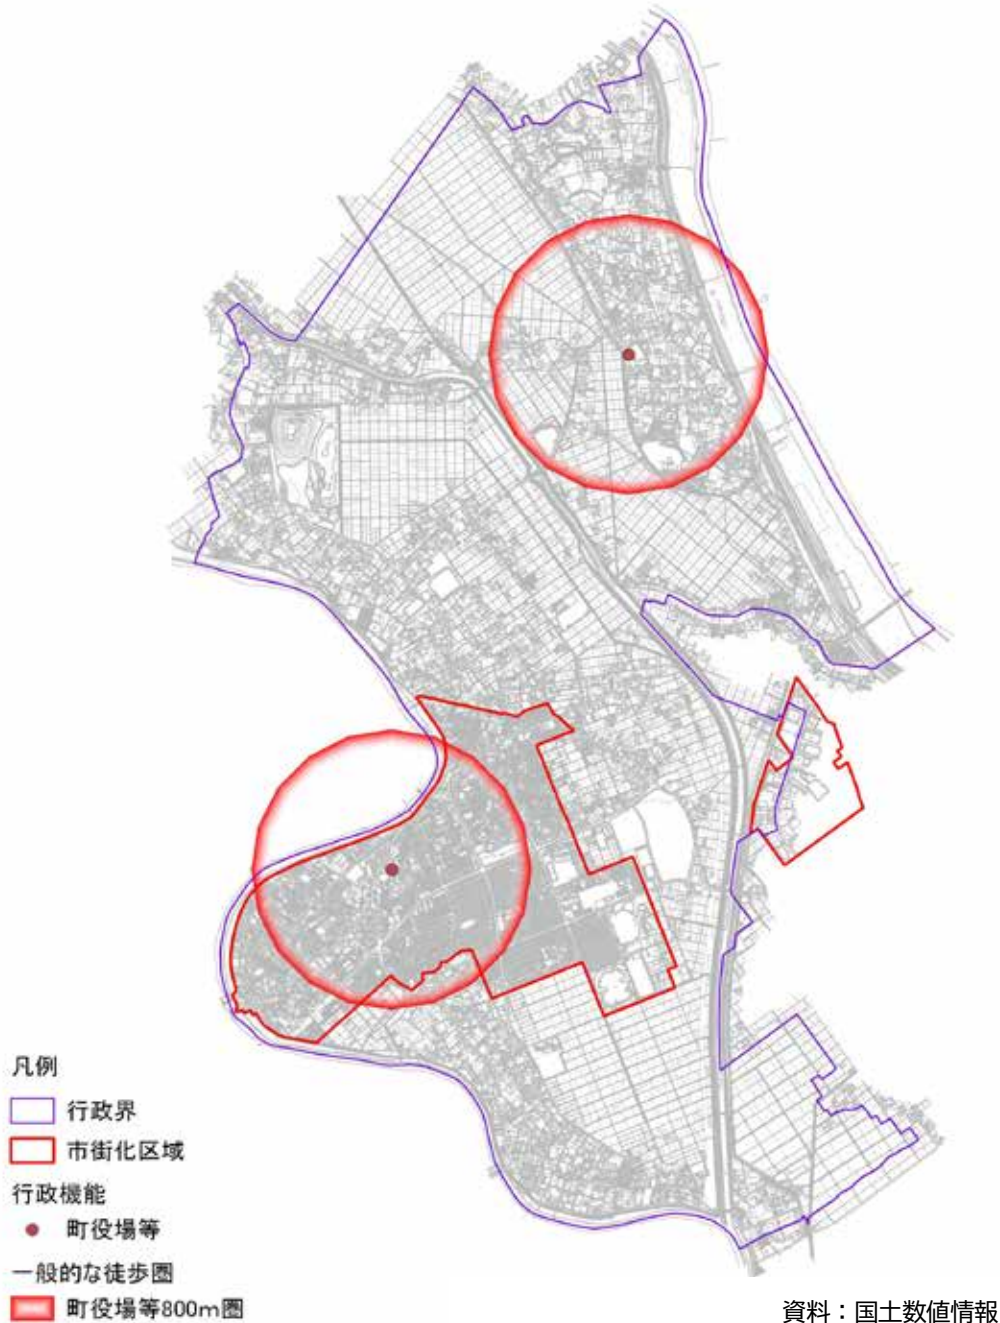 凡例
行政界
市街化区域
行政機能
町役場等
一般的な徒歩圏
町役場等800m圏
資料：国土数値情報